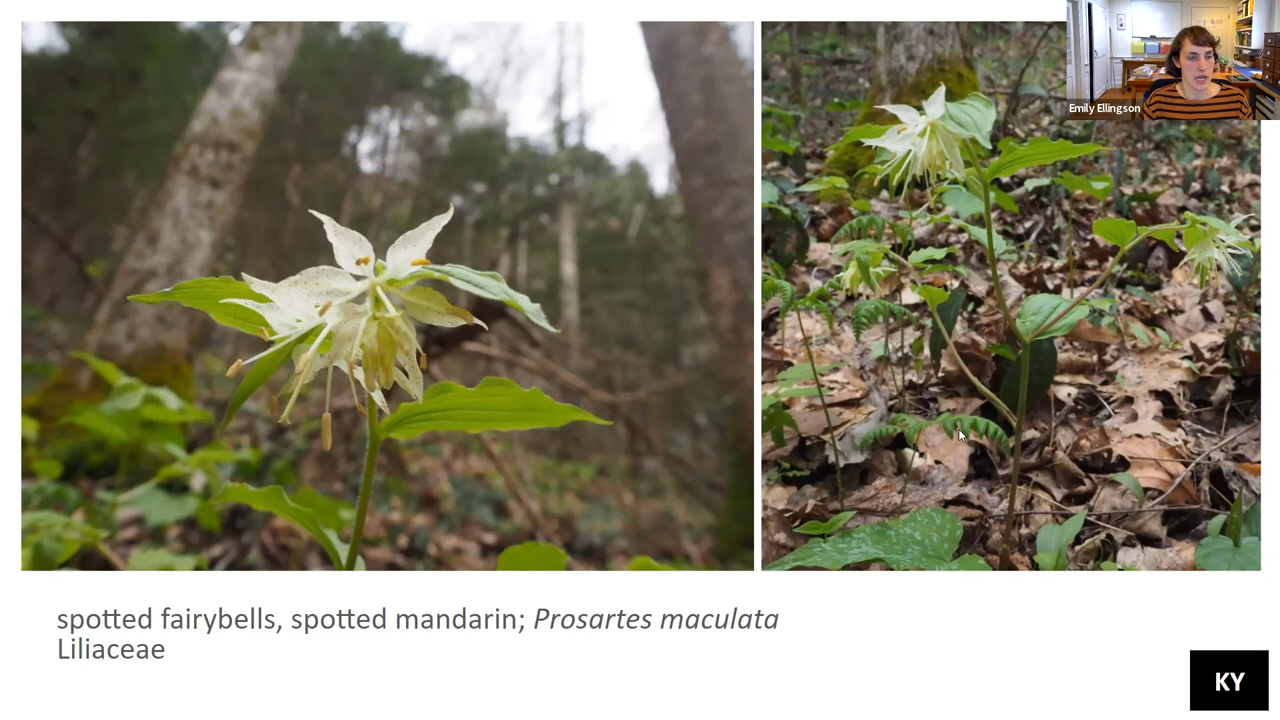 Emily Ellingson
spotted fairybells, spotted mandarin; Prosartes maculata
Liliaceae
KY